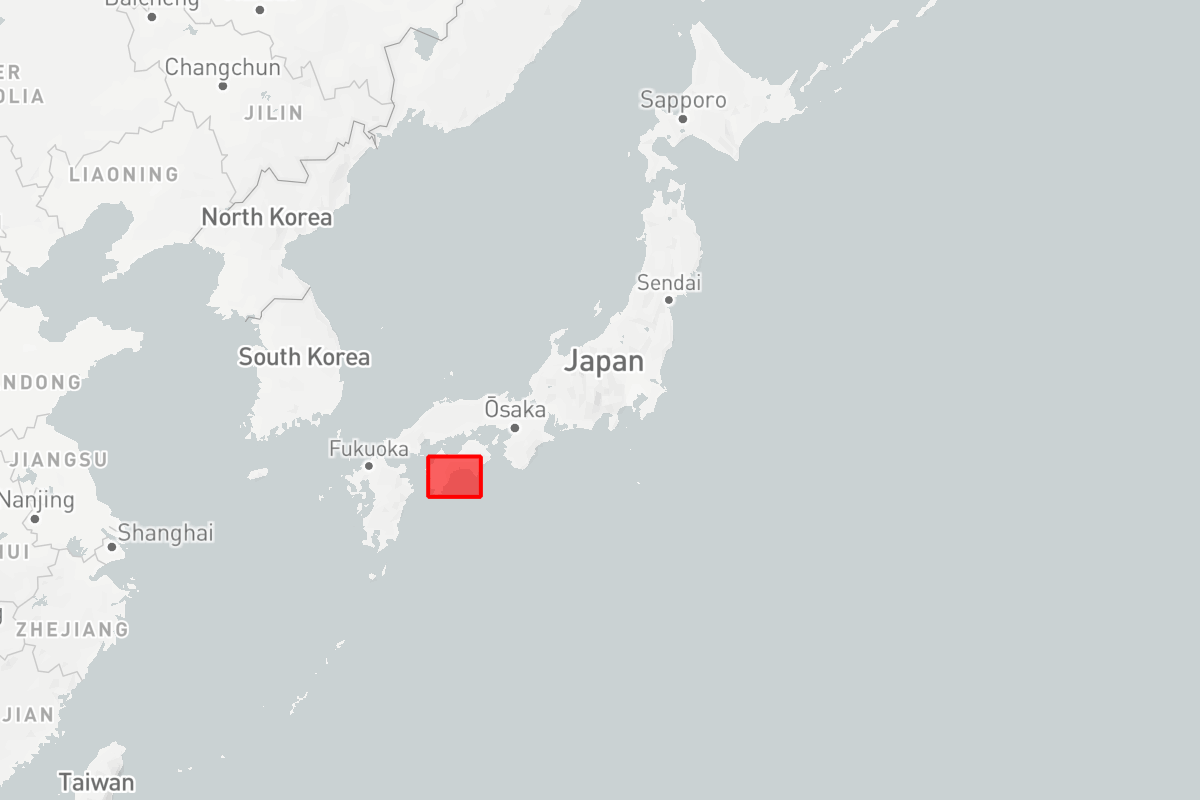 Changchun
JILIN
Sapporo
LIAONING
North Korea
Sendai
South Korea
Japan
NDONG
Ōsaka
Fukuoka
JIANGSU
Nanjing
Shanghai
HUI
ZHEJIANG
JIAN
Taiwan
ER
OLIA